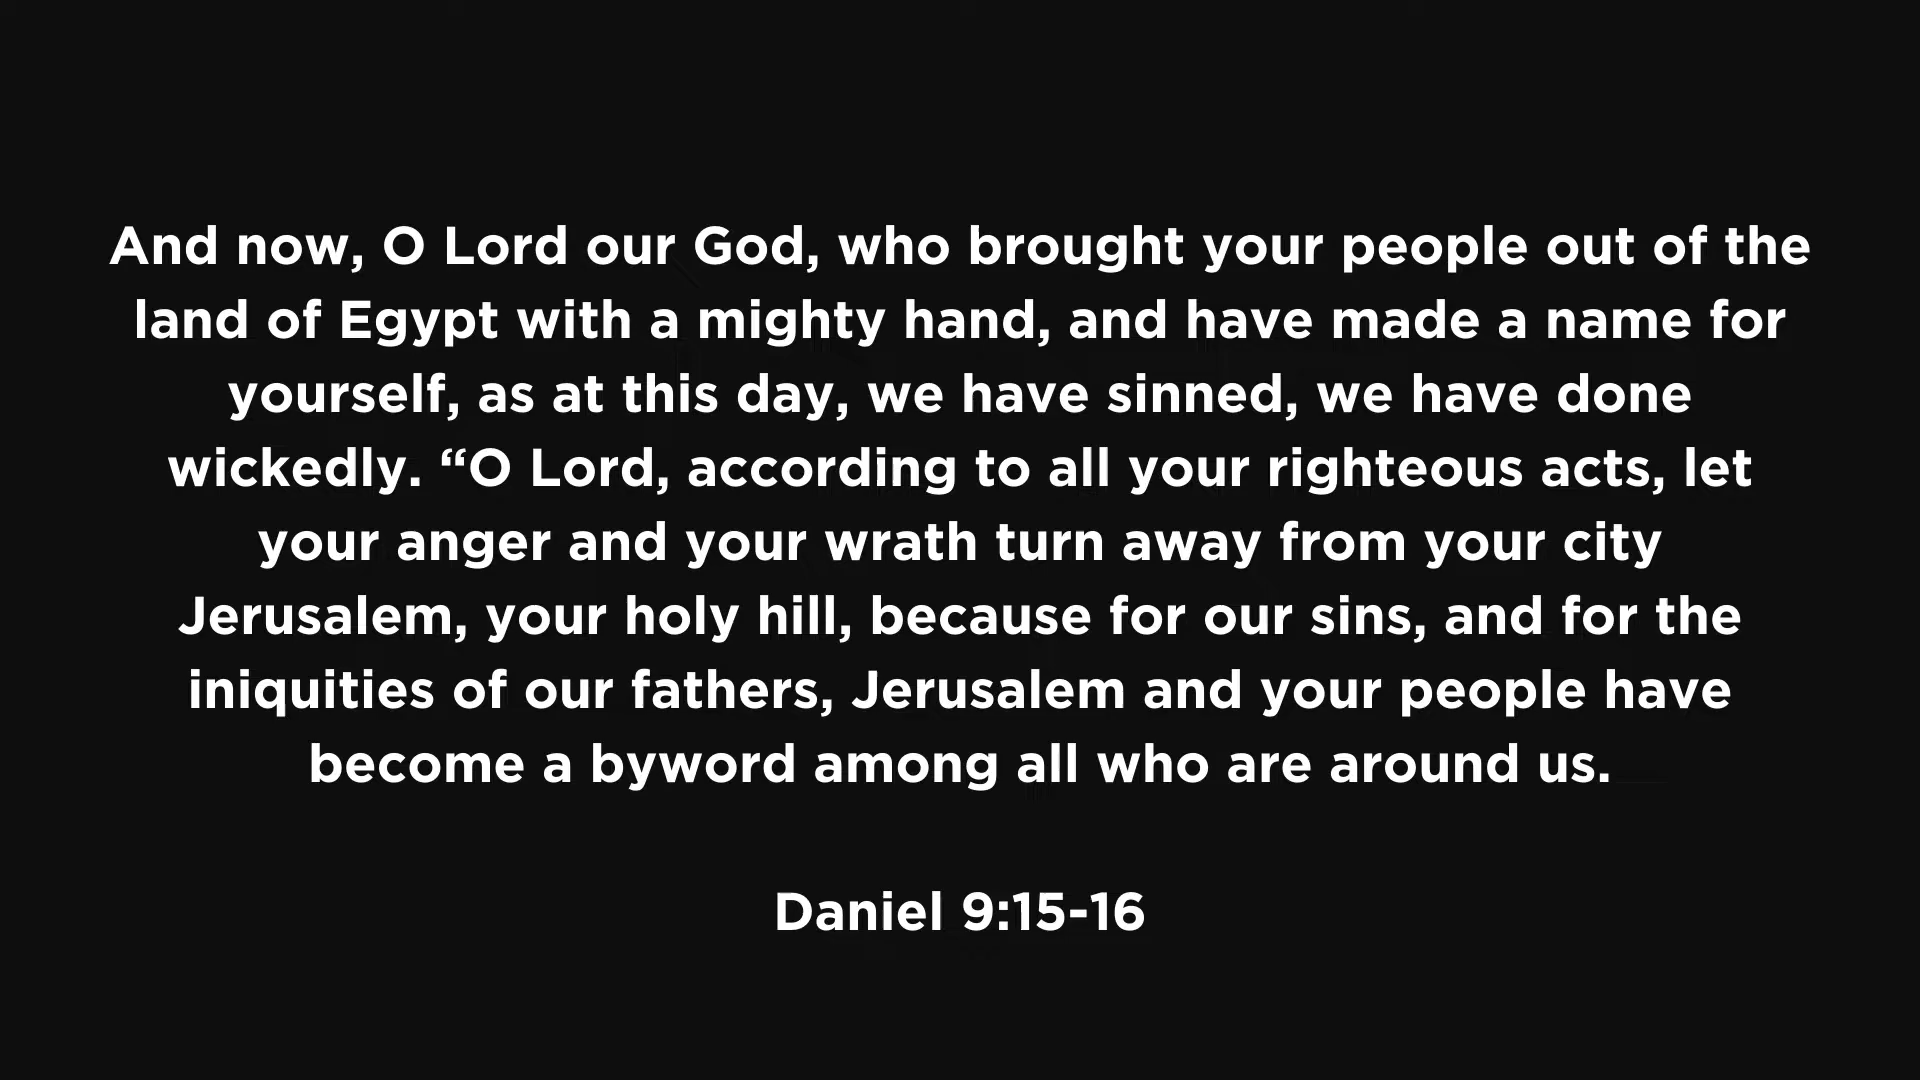 And now, O Lord our God, who brought your people out of the
land of Egypt with a mighty hand, and have made a name for
yourself, as at this day, we have sinned, we have done
wickedly. “O Lord, according to all your righteous acts, let
your anger and your wrath turn away from your city
Jerusalem, your holy hill, because for our sins, and for the
iniquities of our fathers, Jerusalem and your people have
become a byword among all who are around us.
Daniel 9:15-16